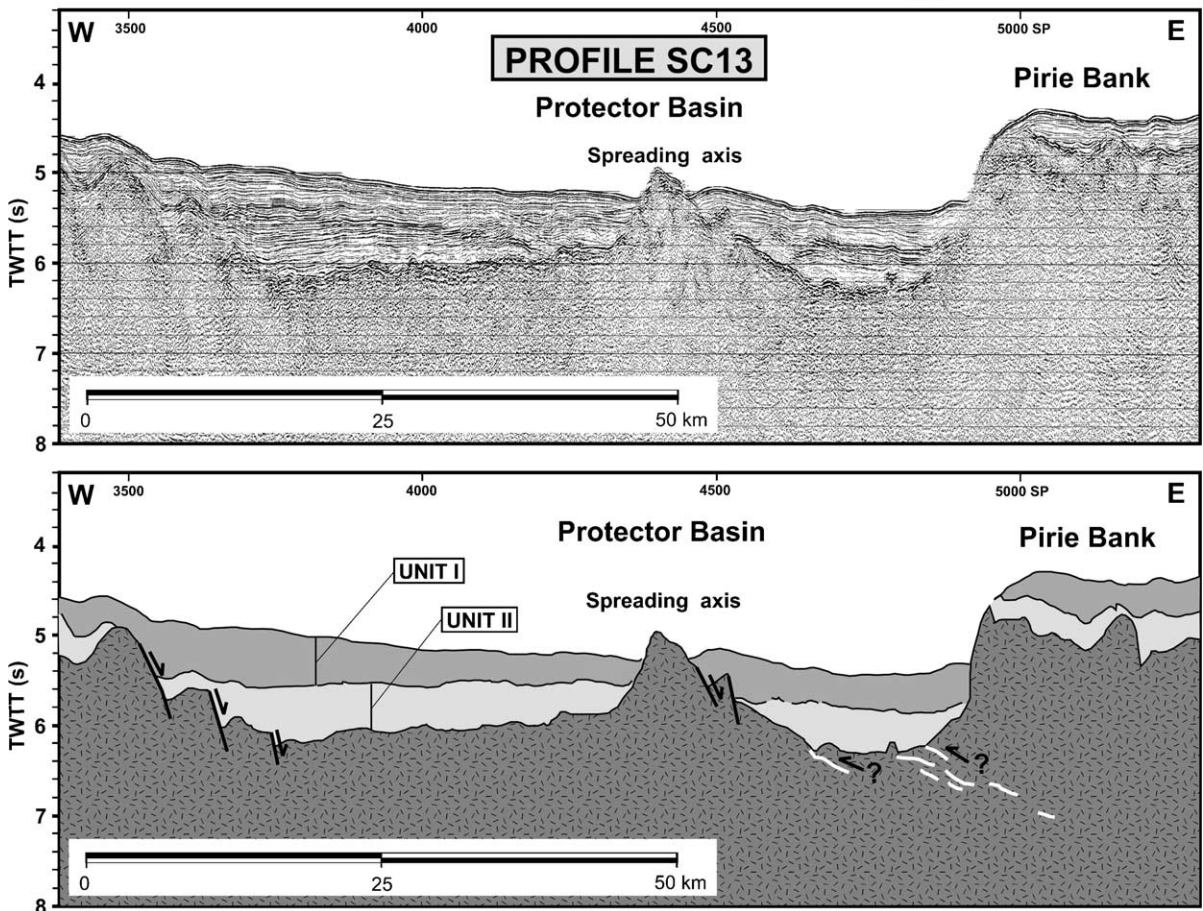 W 3500 4000 4500 5000 SP E
PROFILE SC13
Pirie Bank
Protector Basin
Spreading axis
4
5
6
7
8
TWTT (s)
0 25 50 km
W 3500 4000 4500 5000 SP E
Protector Basin Pirie Bank
UNIT I
Spreading axis
UNIT II
4
5
6
7
8
TWTT (s)
? ?
0 25 50 km